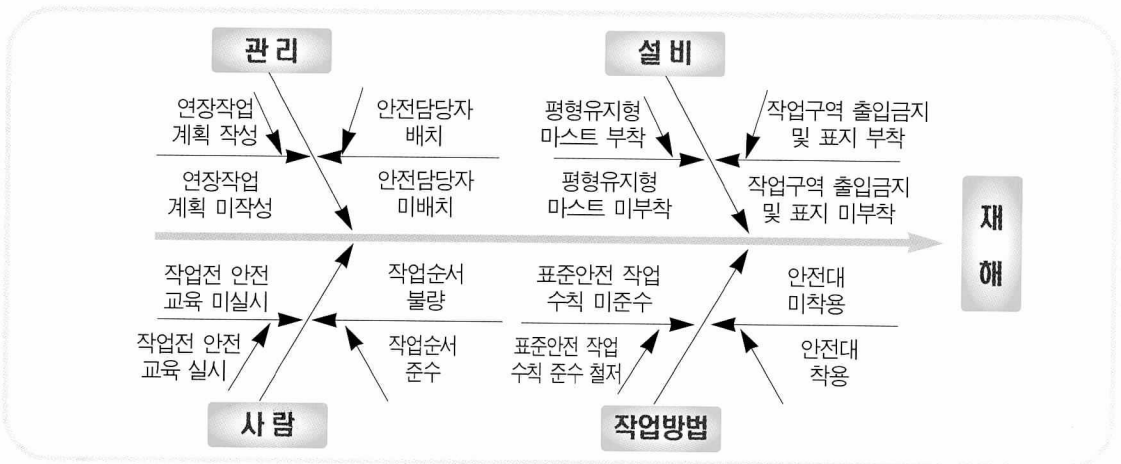 관 리
설 비
연장작업
계획 작성
안전담당자
배치
평형유지형
마스트 부착
작업구역 출입금지
및 표지 부착
연장작업
계획 미작성
안전담당자
미배치
평형유지형
마스트 미부착
작업구역 출입금지
및 표지 미부착
재
해
작업전 안전
교육 미실시
작업순서
불량
표준안전 작업
수칙 미준수
안전대
미착용
작업전 안전
교육 실시
작업순서
준수
표준안전 작업
수칙 준수 철저
안전대
착용
사 람
작업방법